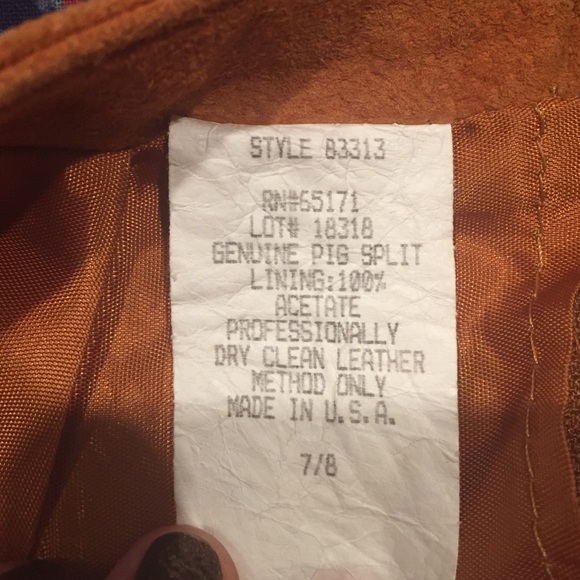 STYLE 83313
RN#65171
LOT# 18318
GENUINE PIG SPLIT
LINING:100%
ACETATE
PROFESSIONALLY
DRY CLEAN LEATHER
METHOD ONLY
MADE IN U.S.A.
7/8